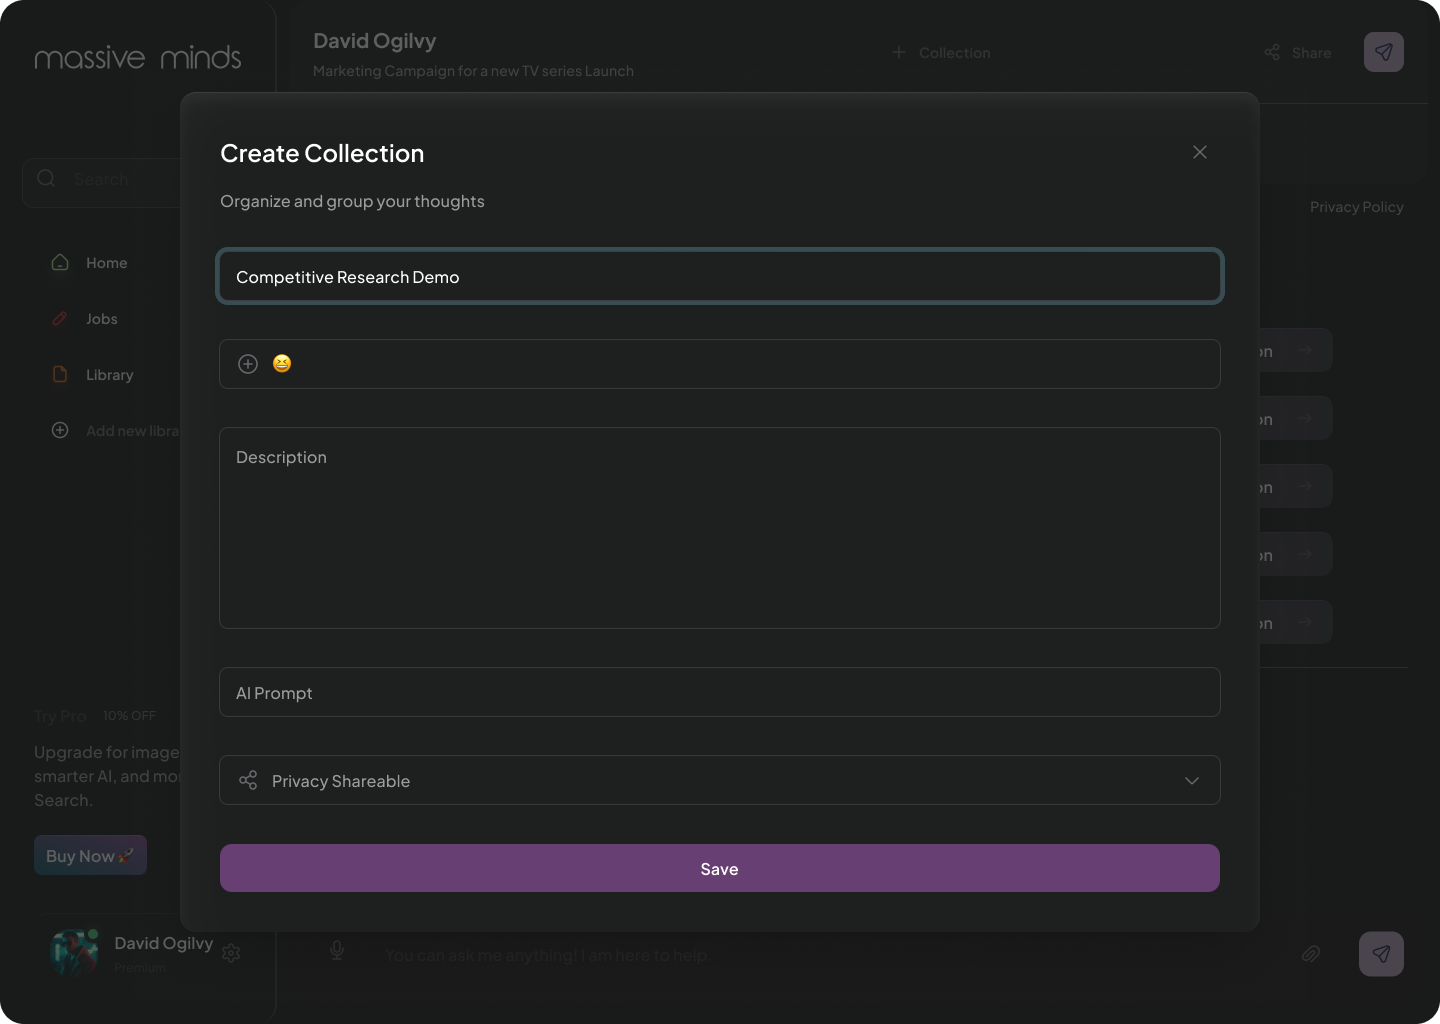 massive minds
David Ogilvy
Marketing Campaign for a new TV series Launch
Collection
Share
Search
Home
Jobs
Library
Add new libra
Try Pro 10% OFF
Upgrade for image
smarter AI, and mo
Search.
Buy Now 🚀
David Ogilvy
Premium
Create Collection
Organize and group your thoughts
Competitive Research Demo
😆
Description
AI Prompt
Privacy Shareable
Save
Privacy Policy
on
on
on
on
on
You can ask me anything! I am here to help.